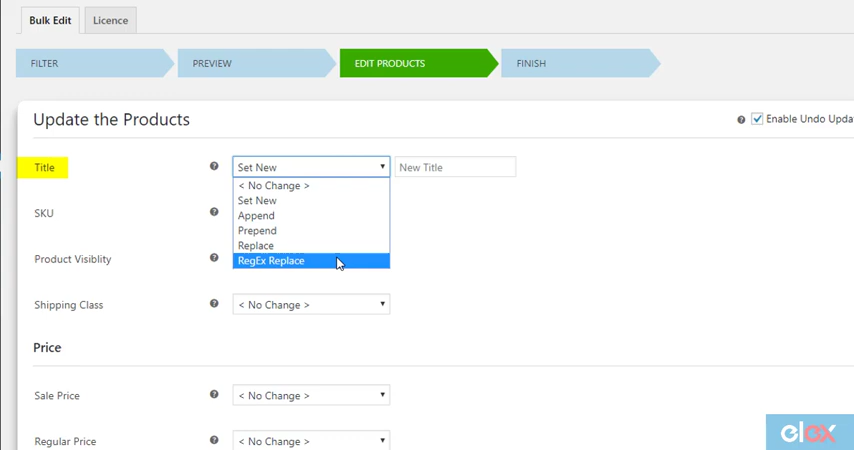 Bulk Edit
Licence
FILTER
PREVIEW
EDIT PRODUCTS
FINISH
Update the Products
Enable Undo Upda
Title
Set New
New Title
< No Change >
Set New
Append
Prepend
Replace
RegEx Replace
SKU
Product Visiblity
Shipping Class
< No Change >
Price
Sale Price
< No Change >
Regular Price
< No Change >
elex